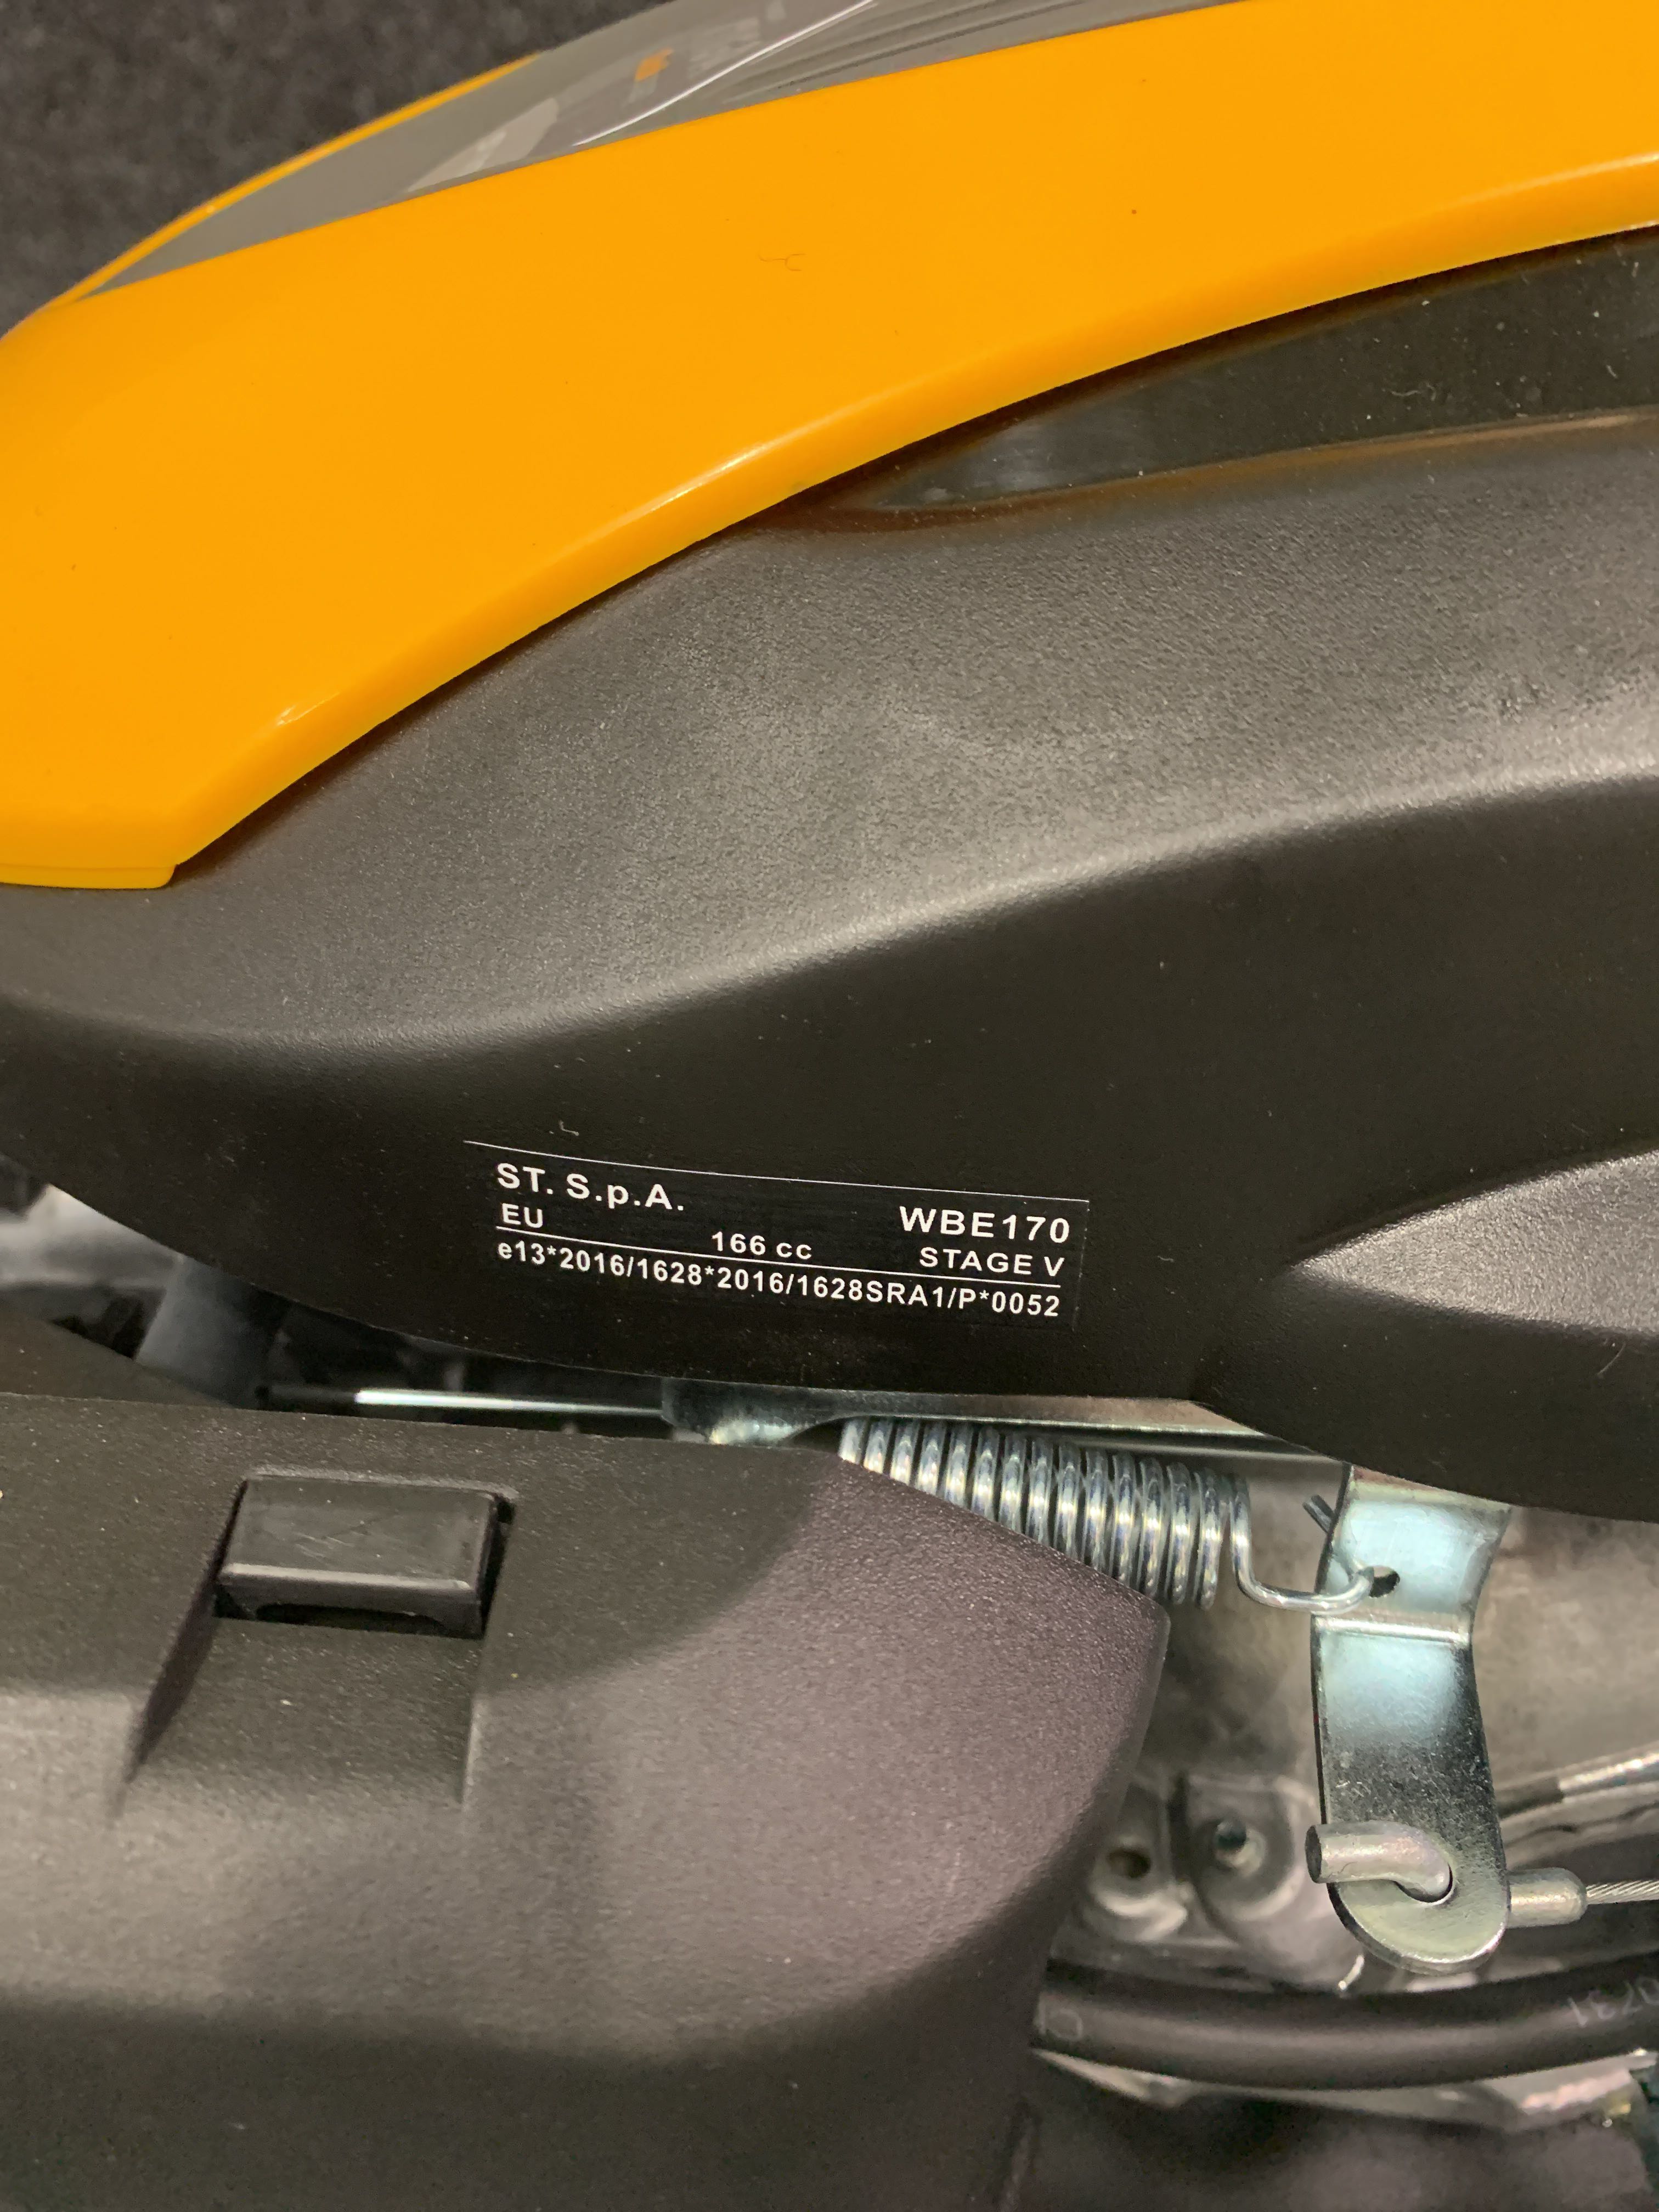 ST. S.p.A. WBE170
EU 166 cc STAGE V
e13*2016/1628*2016/1628SRA1/P*0052